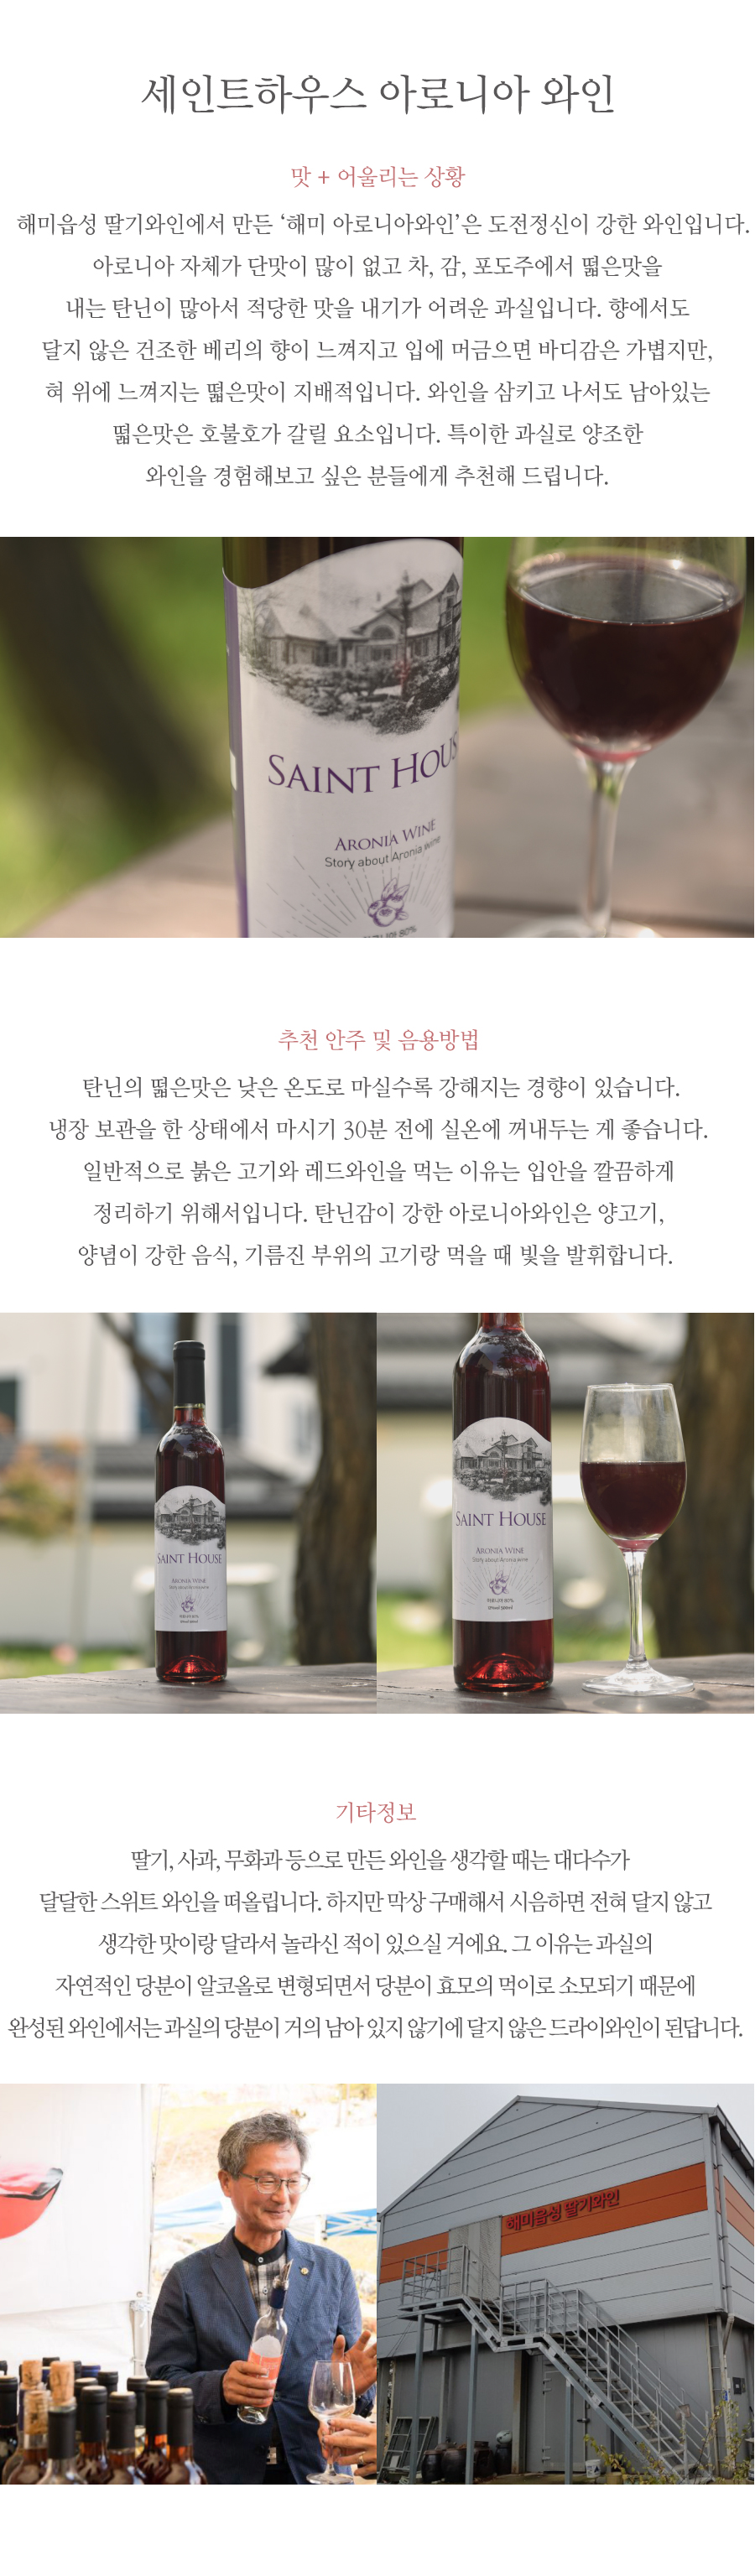 세인트하우스 아로니아 와인
맛 + 어울리는 상황
해미읍성 딸기와인에서 만든 ‘해미 아로니아와인’은 도전정신이 강한 와인입니다.
아로니아 자체가 단맛이 많이 없고 차, 감, 포도주에서 떫은맛을
내는 탄닌이 많아서 적당한 맛을 내기가 어려운 과실입니다. 향에서도
달지 않은 건조한 베리의 향이 느껴지고 입에 머금으면 바디감은 가볍지만,
혀 위에 느껴지는 떫은맛이 지배적입니다. 와인을 삼키고 나서도 남아있는
떫은맛은 호불호가 갈릴 요소입니다. 특이한 과실로 양조한
와인을 경험해보고 싶은 분들에게 추천해 드립니다.
SAINT HOUS
ARONIA WINE
Story about Aronia wine
80%
추천 안주 및 음용방법
탄닌의 떫은맛은 낮은 온도로 마실수록 강해지는 경향이 있습니다.
냉장 보관을 한 상태에서 마시기 30분 전에 실온에 꺼내두는 게 좋습니다.
일반적으로 붉은 고기와 레드와인을 먹는 이유는 입안을 깔끔하게
정리하기 위해서입니다. 탄닌감이 강한 아로니아와인은 양고기,
양념이 강한 음식, 기름진 부위의 고기랑 먹을 때 빛을 발휘합니다.
SAINT HOUSE
ARONIA WINE
Story about Aronia wine
SAINT HOUSE
ARONIA WINE
Story about Aronia wine
기타정보
딸기, 사과, 무화과 등으로 만든 와인을 생각할 때는 대다수가
달달한 스위트 와인을 떠올립니다. 하지만 막상 구매해서 시음하면 전혀 달지 않고
생각한 맛이랑 달라서 놀라신 적이 있으실 거에요. 그 이유는 과실의
자연적인 당분이 알코올로 변형되면서 당분이 효모의 먹이로 소모되기 때문에
완성된 와인에서는 과실의 당분이 거의 남아 있지 않기에 달지 않은 드라이와인이 된답니다.
해미읍성 딸기와인